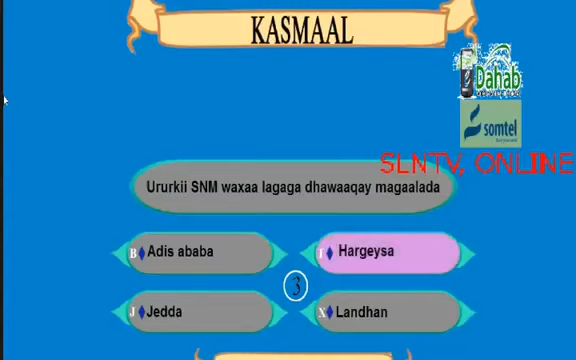 KASMAAL
Dahab
somtel
SLNTV, ONLINE
Ururkii SNM waxaa lagaga dhawaaqay magaalada
B Adis ababa
T Hargeysa
3
J Jedda
X Landhan